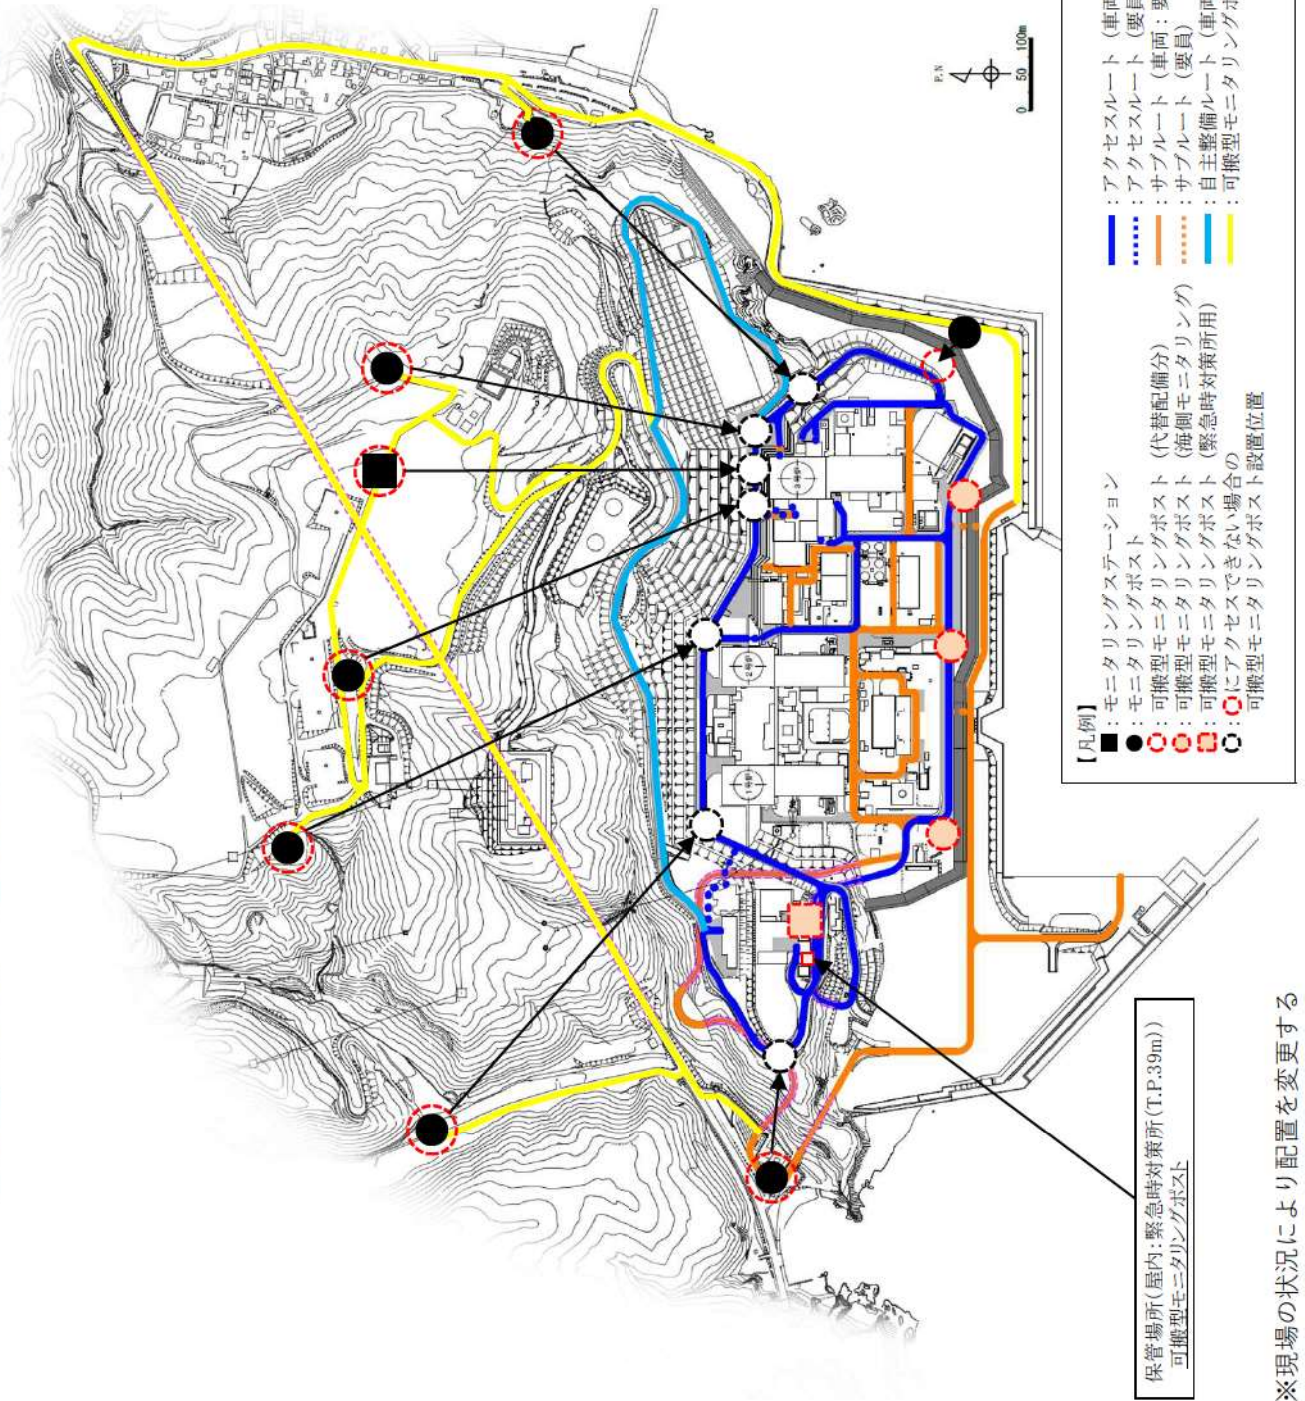 P.N
0 50 100m
1号炉
2号炉
3号炉
【凡例】
■：モニタリングステーション
●：モニタリングポスト
：可搬型モニタリングポスト（代替配備分）
：可搬型モニタリングポスト（海側モニタリング）
：可搬型モニタリングポスト（緊急時対策所用）
：にアクセスできない場合の
可搬型モニタリングポスト設置位置
：アクセスルート（車両
：アクセスルート（要員
：サブルート（車両：要
：サブルート（要員）
：自主整備ルート（車両
：可搬型モニタリングポ
保管場所(屋内:緊急時対策所(T.P.39m))
可搬型モニタリングポスト
※現場の状況により配置を変更する